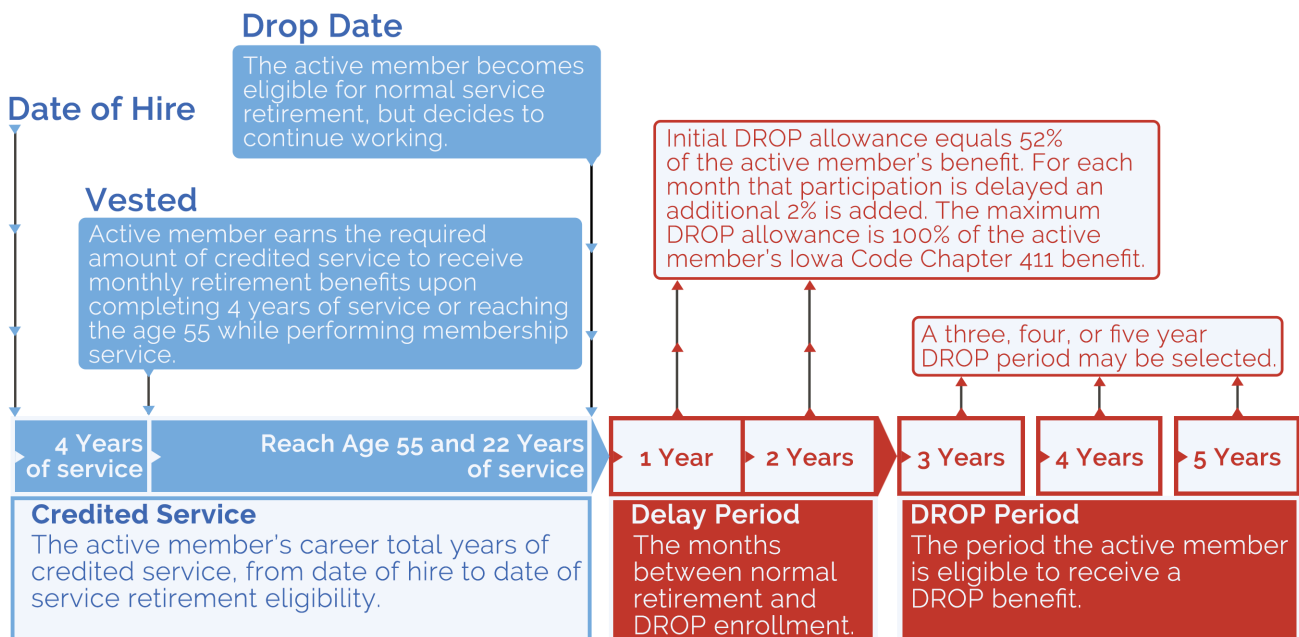 Drop Date
The active member becomes
eligible for normal service
retirement, but decides to
continue working.
Date of Hire
Vested
Active member earns the required
amount of credited service to receive
monthly retirement benefits upon
completing 4 years of service or reaching
the age 55 while performing membership
service.
Initial DROP allowance equals 52%
of the active member's benefit. For each
month that participation is delayed an
additional 2% is added. The maximum
DROP allowance is 100% of the active
member's Iowa Code Chapter 411 benefit.
A three, four, or five year
DROP period may be selected.
4 Years
of service
Reach Age 55 and 22 Years
of service
1 Year
2 Years
3 Years
4 Years
5 Years
Credited Service
The active member's career total years of
credited service, from date of hire to date of
service retirement eligibility.
Delay Period
The months
between normal
retirement and
DROP enrollment.
DROP Period
The period the active member
is eligible to receive a
DROP benefit.